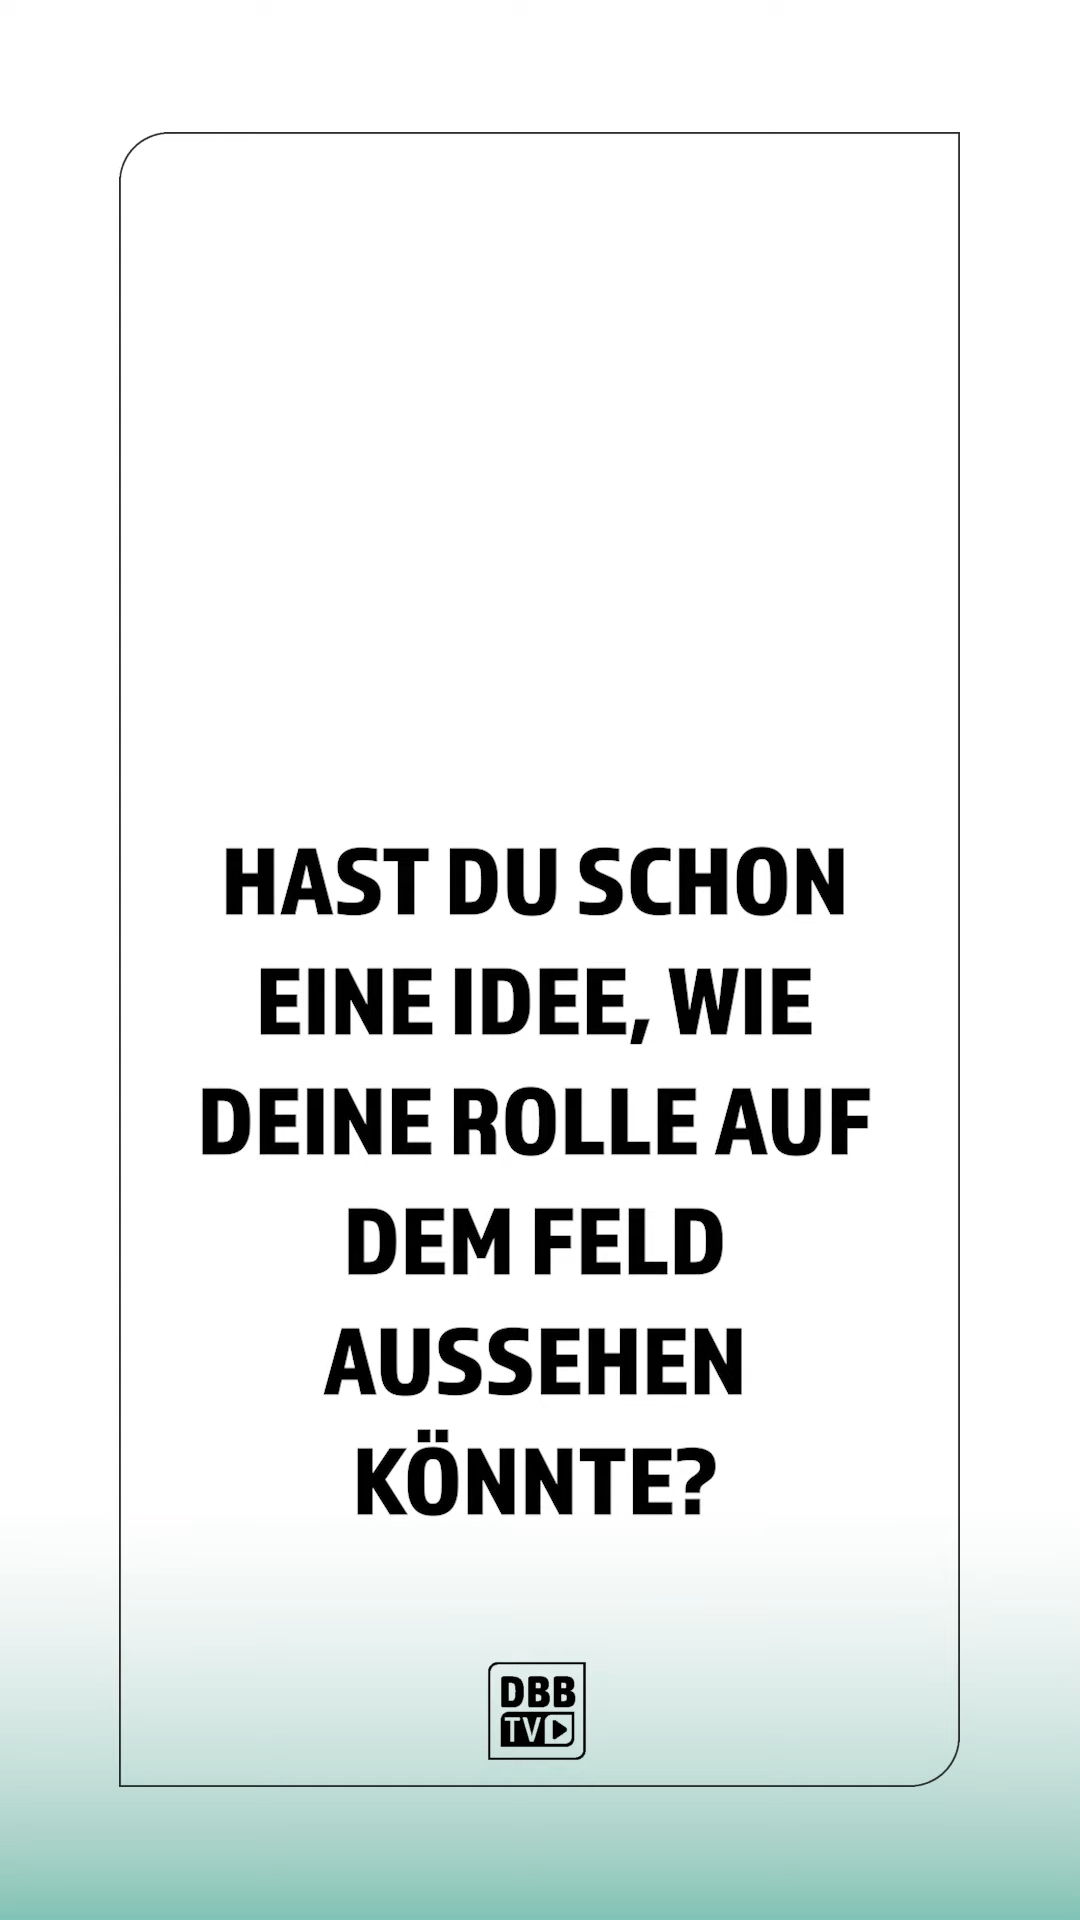 HAST DU SCHON
EINE IDEE, WIE
DEINE ROLLE AUF
DEM FELD
AUSSEHEN
KÖNNTE?
DBB
TV